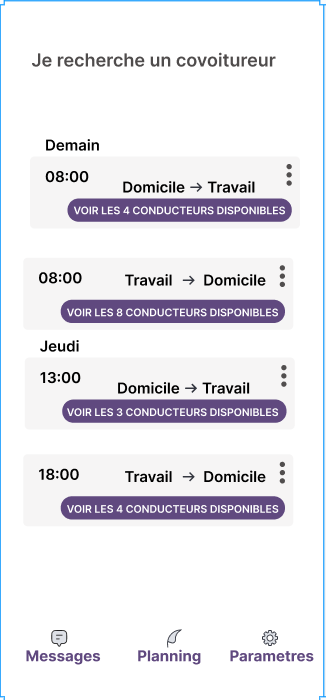 Je recherche un covoitureur
Demain
08:00
Domicile → Travail
VOIR LES 4 CONDUCTEURS DISPONIBLES
08:00
Travail → Domicile
VOIR LES 8 CONDUCTEURS DISPONIBLES
Jeudi
13:00
Domicile → Travail
VOIR LES 3 CONDUCTEURS DISPONIBLES
18:00
Travail → Domicile
VOIR LES 4 CONDUCTEURS DISPONIBLES
Messages Planning Parametres